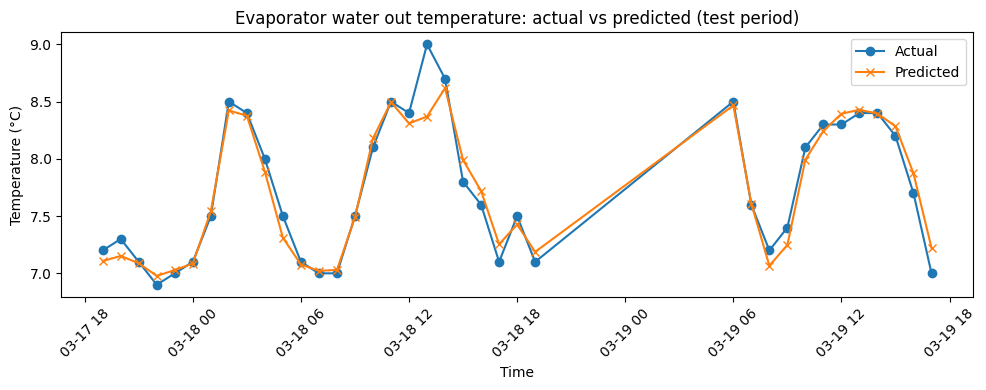 Evaporator water out temperature: actual vs predicted (test period)
Actual
Predicted
Temperature (°C)
9.0
8.5
8.0
7.5
7.0
03-17 18
03-18 00
03-18 06
03-18 12
03-18 18
03-19 00
03-19 06
03-19 12
03-19 18
Time